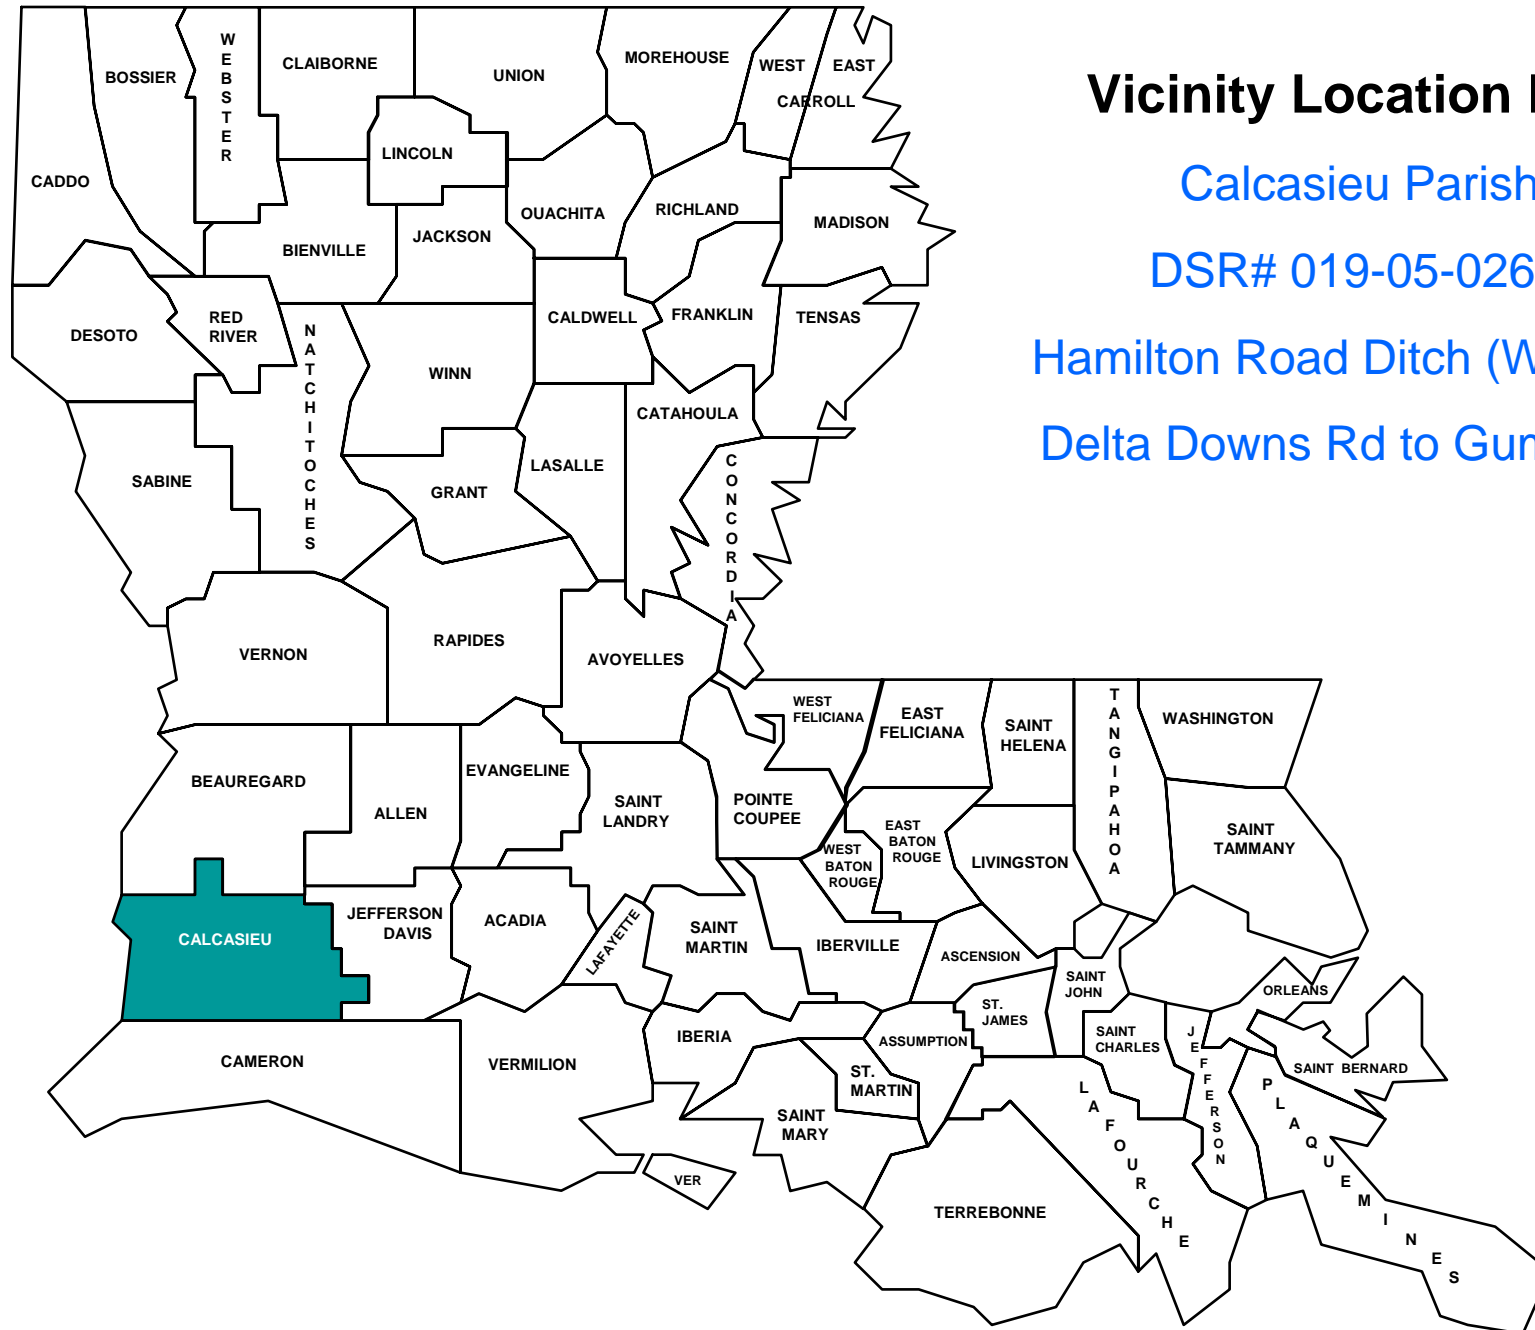 Vicinity Location
Calcasieu Parish
DSR# 019-05-026
Hamilton Road Ditch
Delta Downs Rd to
WEBSTER
BOSSIER
CLAIBORNE
UNION
MOREHOUSE
WEST
EAST
CARROLL
CADDO
LINCOLN
OUACHITA
RICHLAND
MADISON
BIENVILLE
JACKSON
DESOTO
RED
RIVER
NATCHITOCHES
CALDWELL
FRANKLIN
TENSAS
WINN
CATAHOULA
SABINE
GRANT
LASALLE
CONCORDIA
VERNON
RAPIDES
AVOYELLES
WEST
FELICIANA
EAST
FELICIANA
SAINT
HELENA
TANGIPAHOA
WASHINGTON
BEAUREGARD
ALLEN
EVANGELINE
SAINT
LANDRY
POINTE
COUPEE
WEST
BATON
ROUGE
EAST
BATON
ROUGE
LIVINGSTON
SAINT
TAMMANY
CALCASIEU
JEFFERSON
DAVIS
ACADIA
LAFAYETTE
SAINT
MARTIN
IBERVILLE
ASCENSION
SAINT
JOHN
ORLEANS
CAMERON
VERMILION
IBERIA
ST.
MARTIN
ASSUMPTION
ST.
JAMES
SAINT
CHARLES
JEFFERSON
SAINT BERNARD
PLAQUEMINES
SAINT
MARY
VER
TERREBONNE
LAFOURCHE